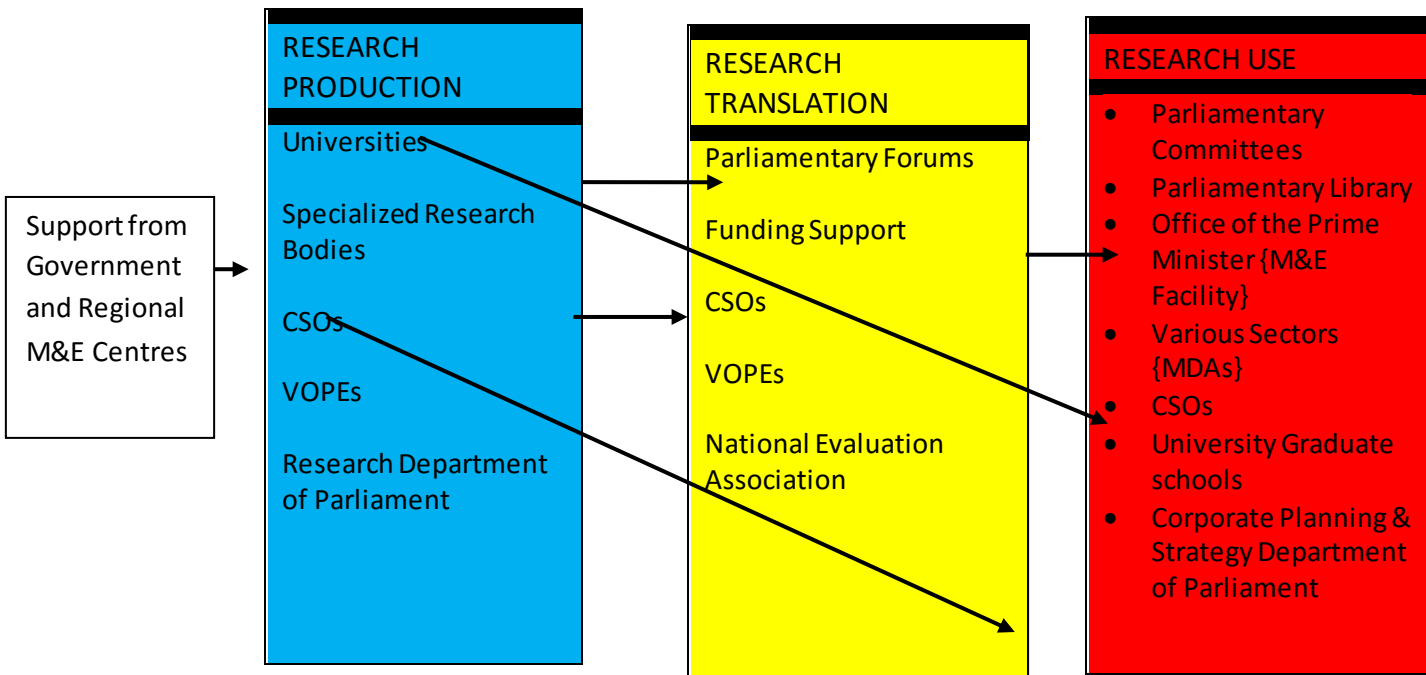 Support from
Government
and Regional
M&E Centres
RESEARCH
PRODUCTION
Universities
Specialized Research
Bodies
CSOs
VOPEs
Research Department
of Parliament
RESEARCH
TRANSLATION
Parliamentary Forums
Funding Support
CSOs
VOPEs
National Evaluation
Association
RESEARCH USE
• Parliamentary
Committees
• Parliamentary Library
• Office of the Prime
Minister {M&E
Facility}
• Various Sectors
{MDAs}
• CSOs
• University Graduate
schools
• Corporate Planning &
Strategy Department
of Parliament